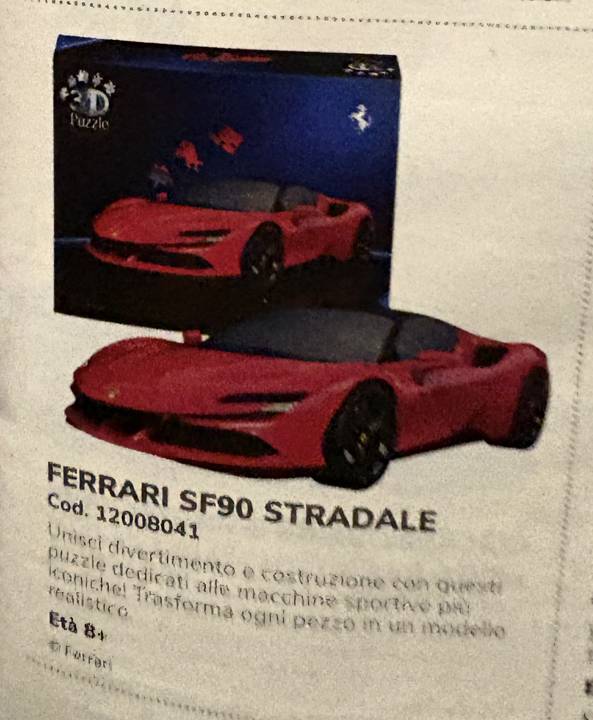 3D
Puzzle
FERRARI SF90 STRADALE
Cod. 12008041
Unisci divertimento e costruzione con questi
puzzle dedicati alle macchine sportive più
iconiche! Trasforma ogni pezzo in un modello
realistico.
Età 8+
© Ferrari